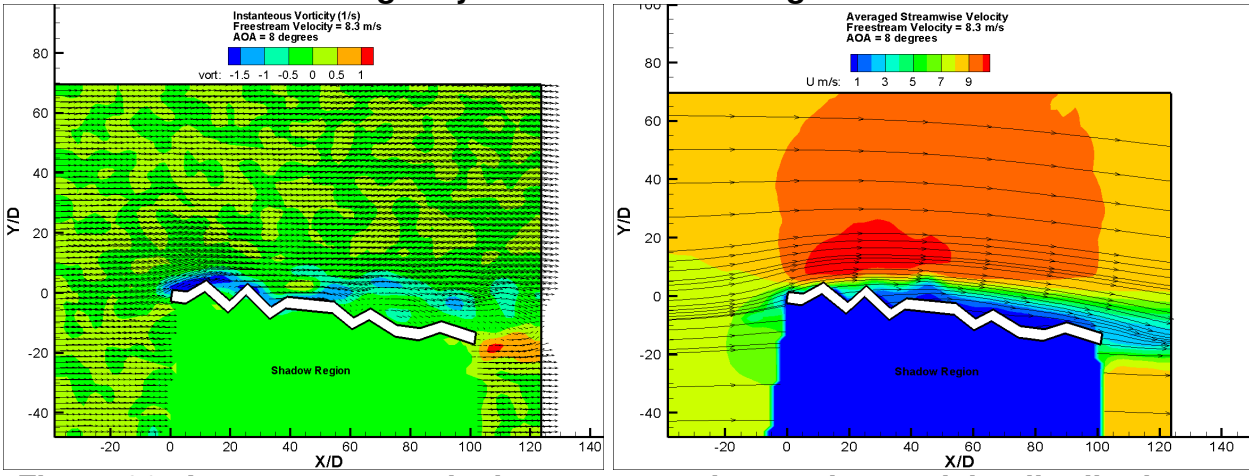 Instanteous Vorticity (1/s)
Freestream Velocity = 8.3 m/s
AOA = 8 degrees
vort: -1.5 -1 -0.5 0 0.5 1
80
60
40
20
0
-20
-40
Y/D
Shadow Region
-20 0 20 40 60 80 100 120 140
X/D
Averaged Streamwise Velocity
Freestream Velocity = 8.3 m/s
AOA = 8 degrees
U m/s: 1 3 5 7 9
100
80
60
40
20
0
-20
-40
Y/D
Shadow Region
-20 0 20 40 60 80 100 120 140
X/D